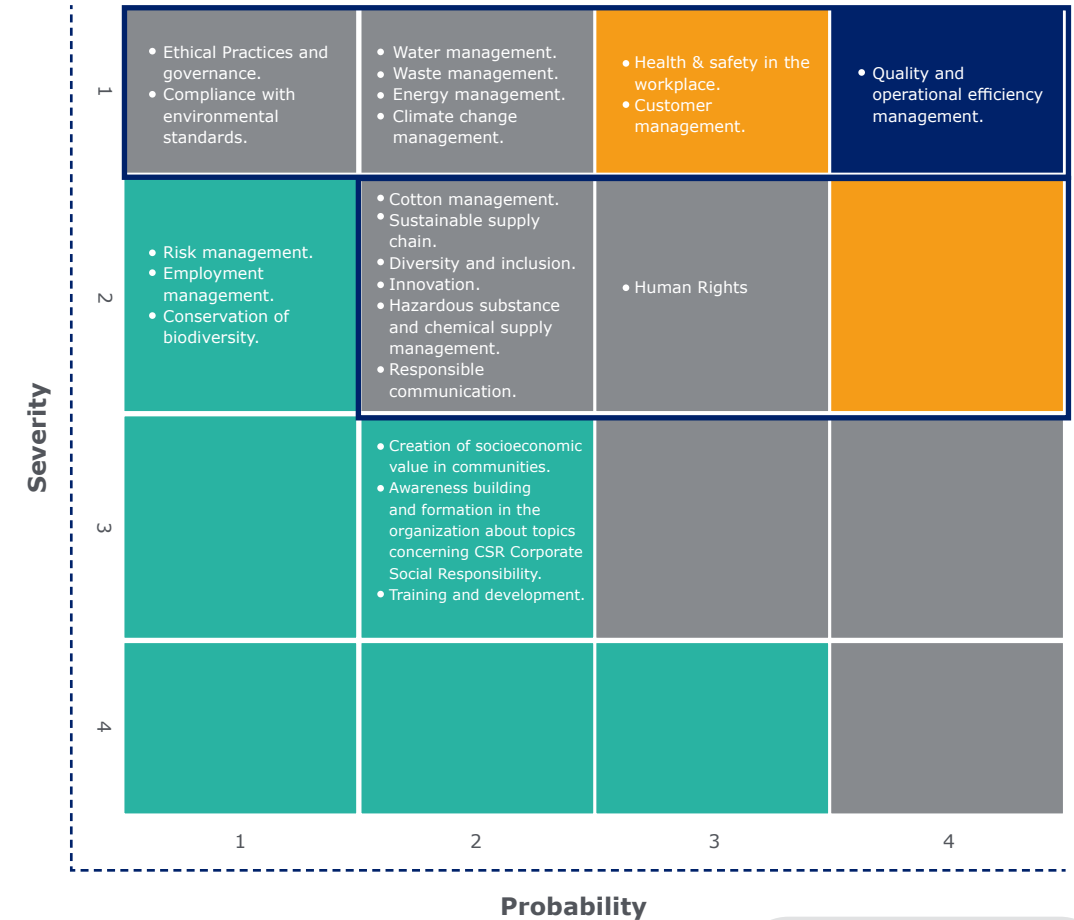 Severity
1
• Ethical Practices and
governance.
• Compliance with
environmental
standards.
• Water management.
• Waste management.
• Energy management.
• Climate change
management.
• Health & safety in the
workplace.
• Customer
management.
• Quality and
operational efficiency
management.
2
• Risk management.
• Employment
management.
• Conservation of
biodiversity.
• Cotton management.
• Sustainable supply
chain.
• Diversity and inclusion.
• Innovation.
• Hazardous substance
and chemical supply
management.
• Responsible
communication.
• Human Rights
3
• Creation of socioeconomic
value in communities.
• Awareness building
and formation in the
organization about topics
concerning CSR Corporate
Social Responsibility.
• Training and development.
4
1
2
3
4
Probability